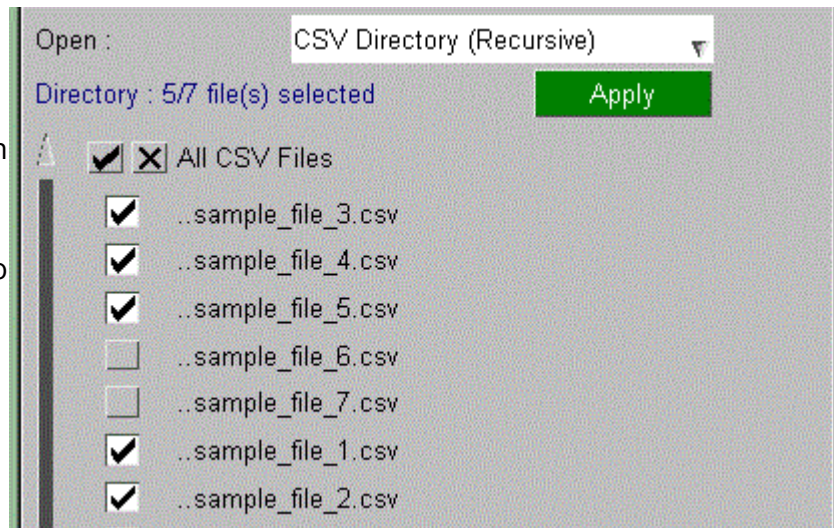 Open : CSV Directory (Recursive)
Directory : 5/7 file(s) selected Apply
All CSV Files
..sample_file_3.csv
..sample_file_4.csv
..sample_file_5.csv
..sample_file_6.csv
..sample_file_7.csv
..sample_file_1.csv
..sample_file_2.csv